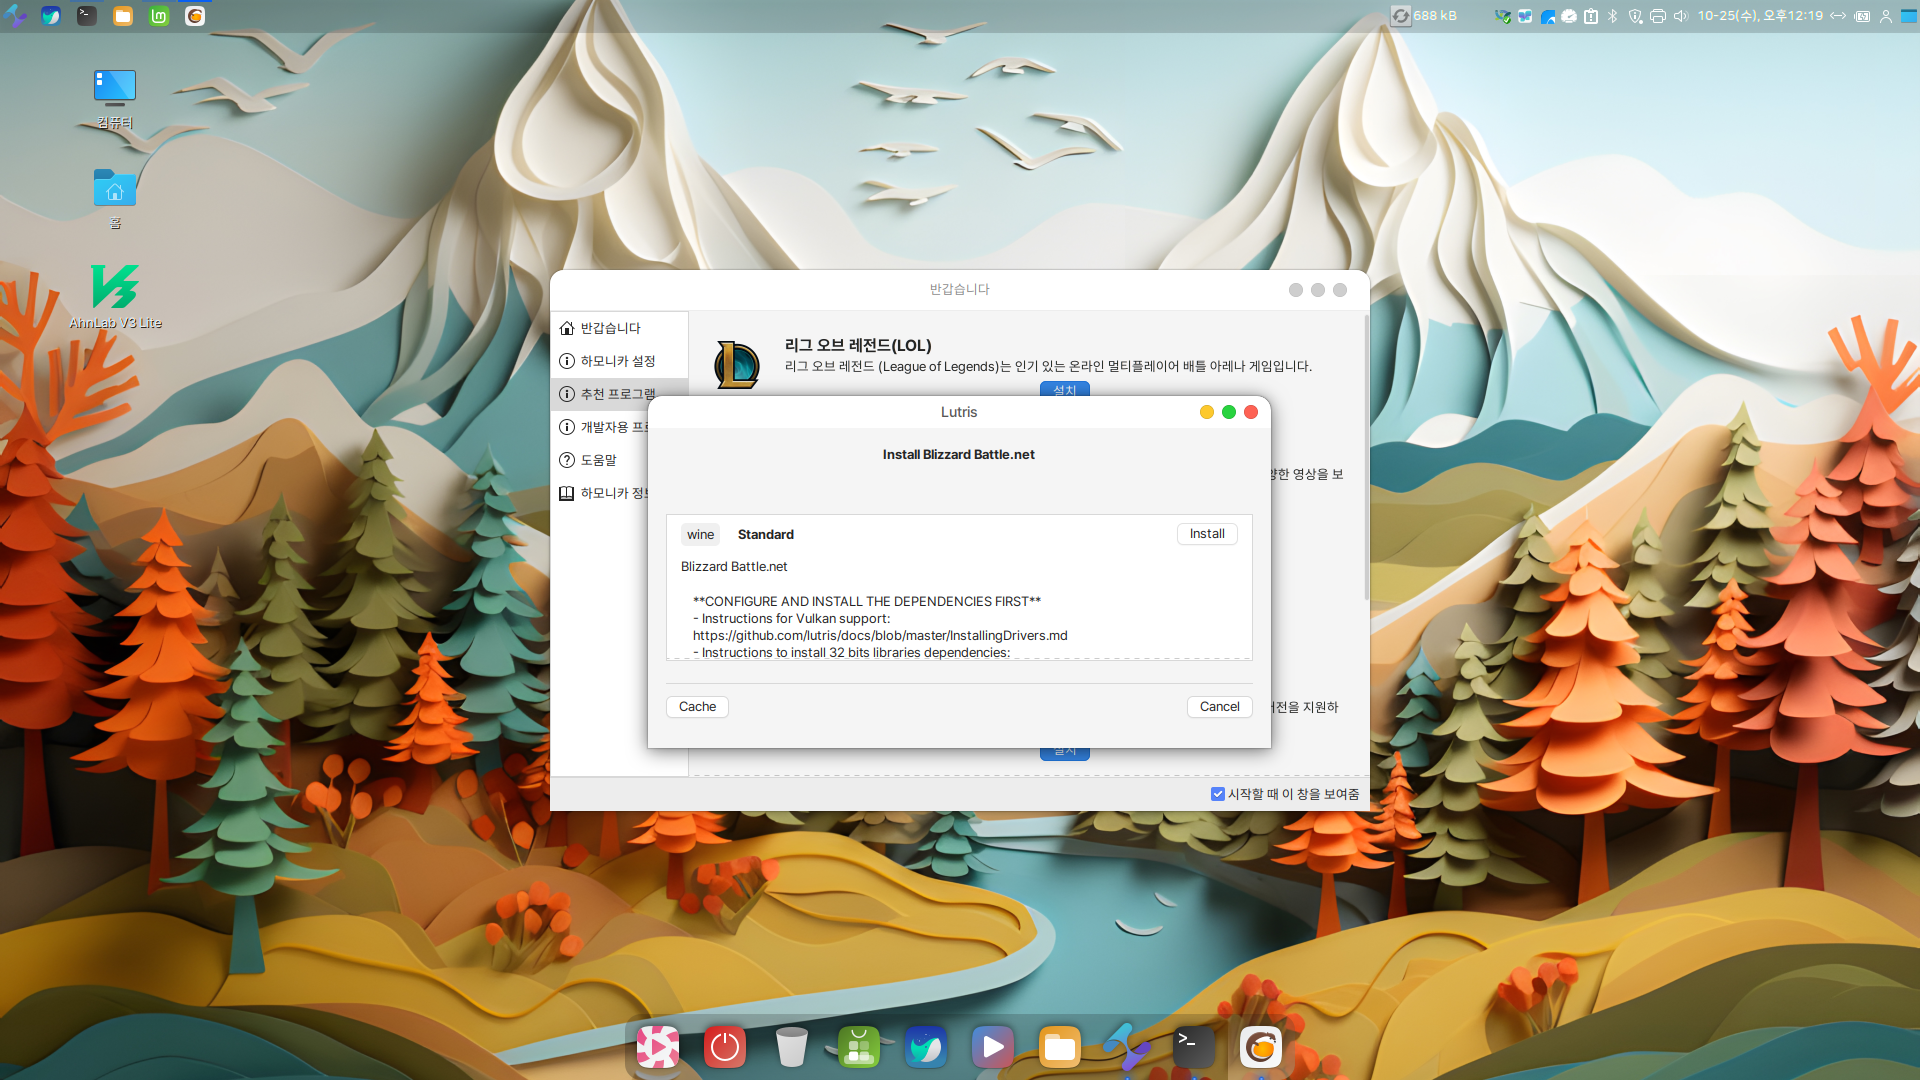 688 kB
10-25(수), 오후12:19
컴퓨터
홈
AhnLab V3 Lite
반갑습니다
반갑습니다
하모니카 설정
추천 프로그램
개발자용 프로
도움말
하모니카 정보
리그 오브 레전드(LOL)
리그 오브 레전드 (League of Legends)는 인기 있는 온라인 멀티플레이어 배틀 아레나 게임입니다.
설치
양한 영상을 보
버전을 지원하
설치
시작할 때 이 창을 보여줌
Lutris
Install Blizzard Battle.net
wine Standard Install
Blizzard Battle.net
**CONFIGURE AND INSTALL THE DEPENDENCIES FIRST**
- Instructions for Vulkan support:
https://github.com/lutris/docs/blob/master/InstallingDrivers.md
- Instructions to install 32 bits libraries dependencies:
Cache Cancel